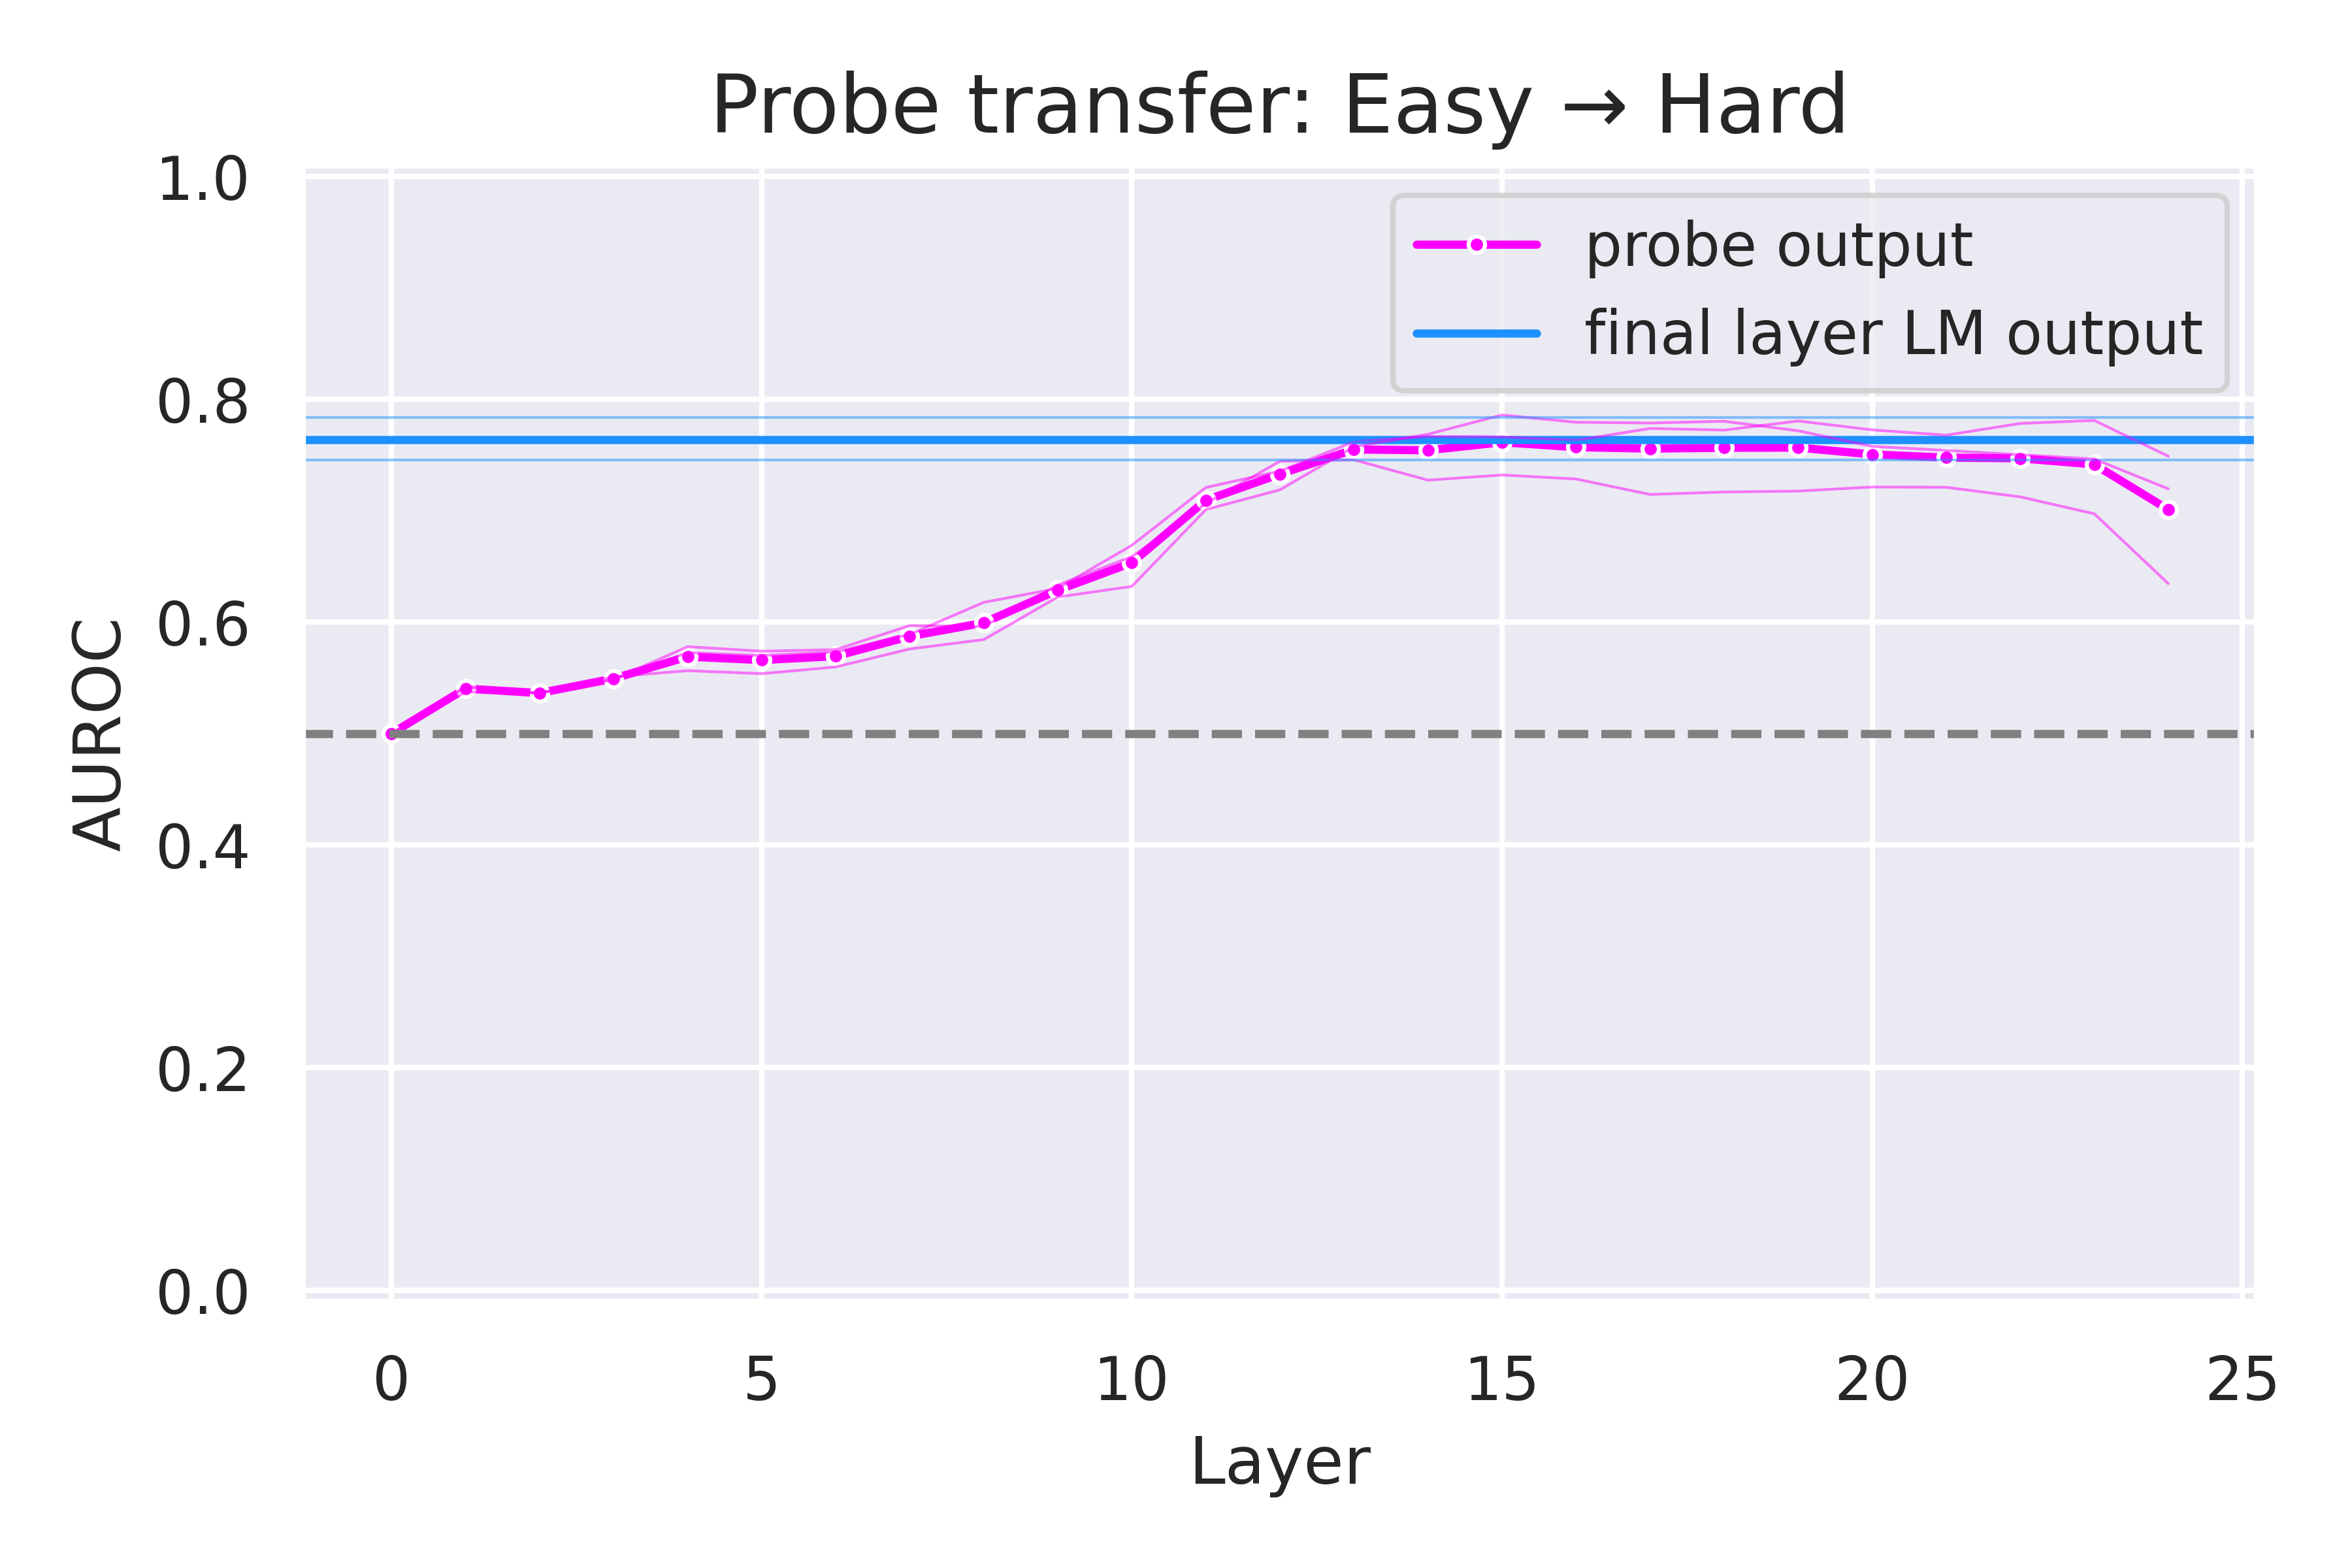 Probe transfer: Easy → Hard
1.0
0.8
0.6
0.4
0.2
0.0
AUROC
probe output
final layer LM output
0 5 10 15 20 25
Layer